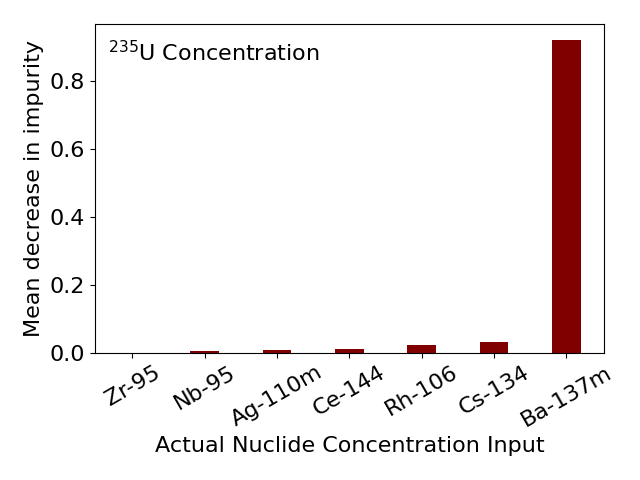 ²³⁵U Concentration
Mean decrease in impurity
0.8
0.6
0.4
0.2
0.0
Zr-95
Nb-95
Ag-110m
Ce-144
Rh-106
Cs-134
Ba-137m
Actual Nuclide Concentration Input